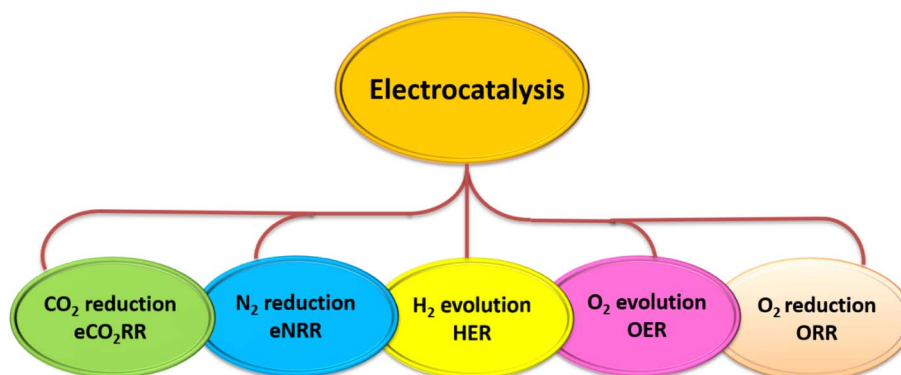 Electrocatalysis
CO₂ reduction
eCO₂RR
N₂ reduction
eNRR
H₂ evolution
HER
O₂ evolution
OER
O₂ reduction
ORR